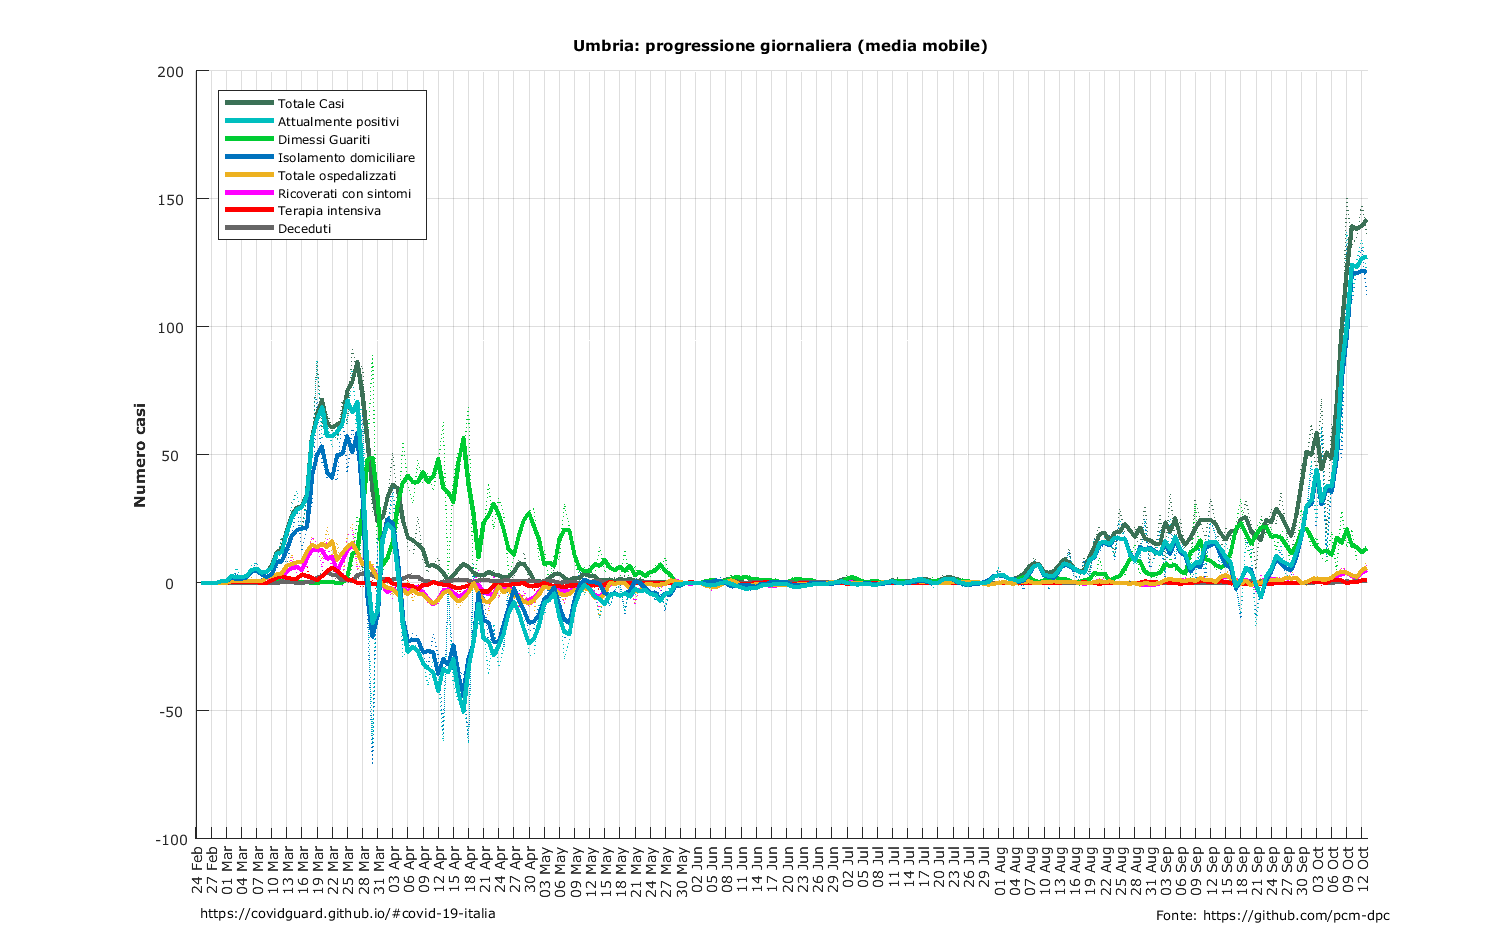 Umbria: progressione giornaliera (media mobile)
Numero casi
200
150
100
50
0
-50
-100
Totale Casi
Attualmente positivi
Dimessi Guariti
Isolamento domiciliare
Totale ospedalizzati
Ricoverati con sintomi
Terapia intensiva
Deceduti
24 Feb
27 Feb
01 Mar
04 Mar
07 Mar
10 Mar
13 Mar
16 Mar
19 Mar
22 Mar
25 Mar
28 Mar
31 Mar
03 Apr
06 Apr
09 Apr
12 Apr
15 Apr
18 Apr
21 Apr
24 Apr
27 Apr
30 Apr
03 May
06 May
09 May
12 May
15 May
18 May
21 May
24 May
27 May
30 May
02 Jun
05 Jun
08 Jun
11 Jun
14 Jun
17 Jun
20 Jun
23 Jun
26 Jun
29 Jun
02 Jul
05 Jul
08 Jul
11 Jul
14 Jul
17 Jul
20 Jul
23 Jul
26 Jul
29 Jul
01 Aug
04 Aug
07 Aug
10 Aug
13 Aug
16 Aug
19 Aug
22 Aug
25 Aug
28 Aug
31 Aug
03 Sep
06 Sep
09 Sep
12 Sep
15 Sep
18 Sep
21 Sep
24 Sep
27 Sep
30 Sep
03 Oct
06 Oct
09 Oct
12 Oct
https://covidguard.github.io/#covid-19-italia
Fonte: https://github.com/pcm-dpc